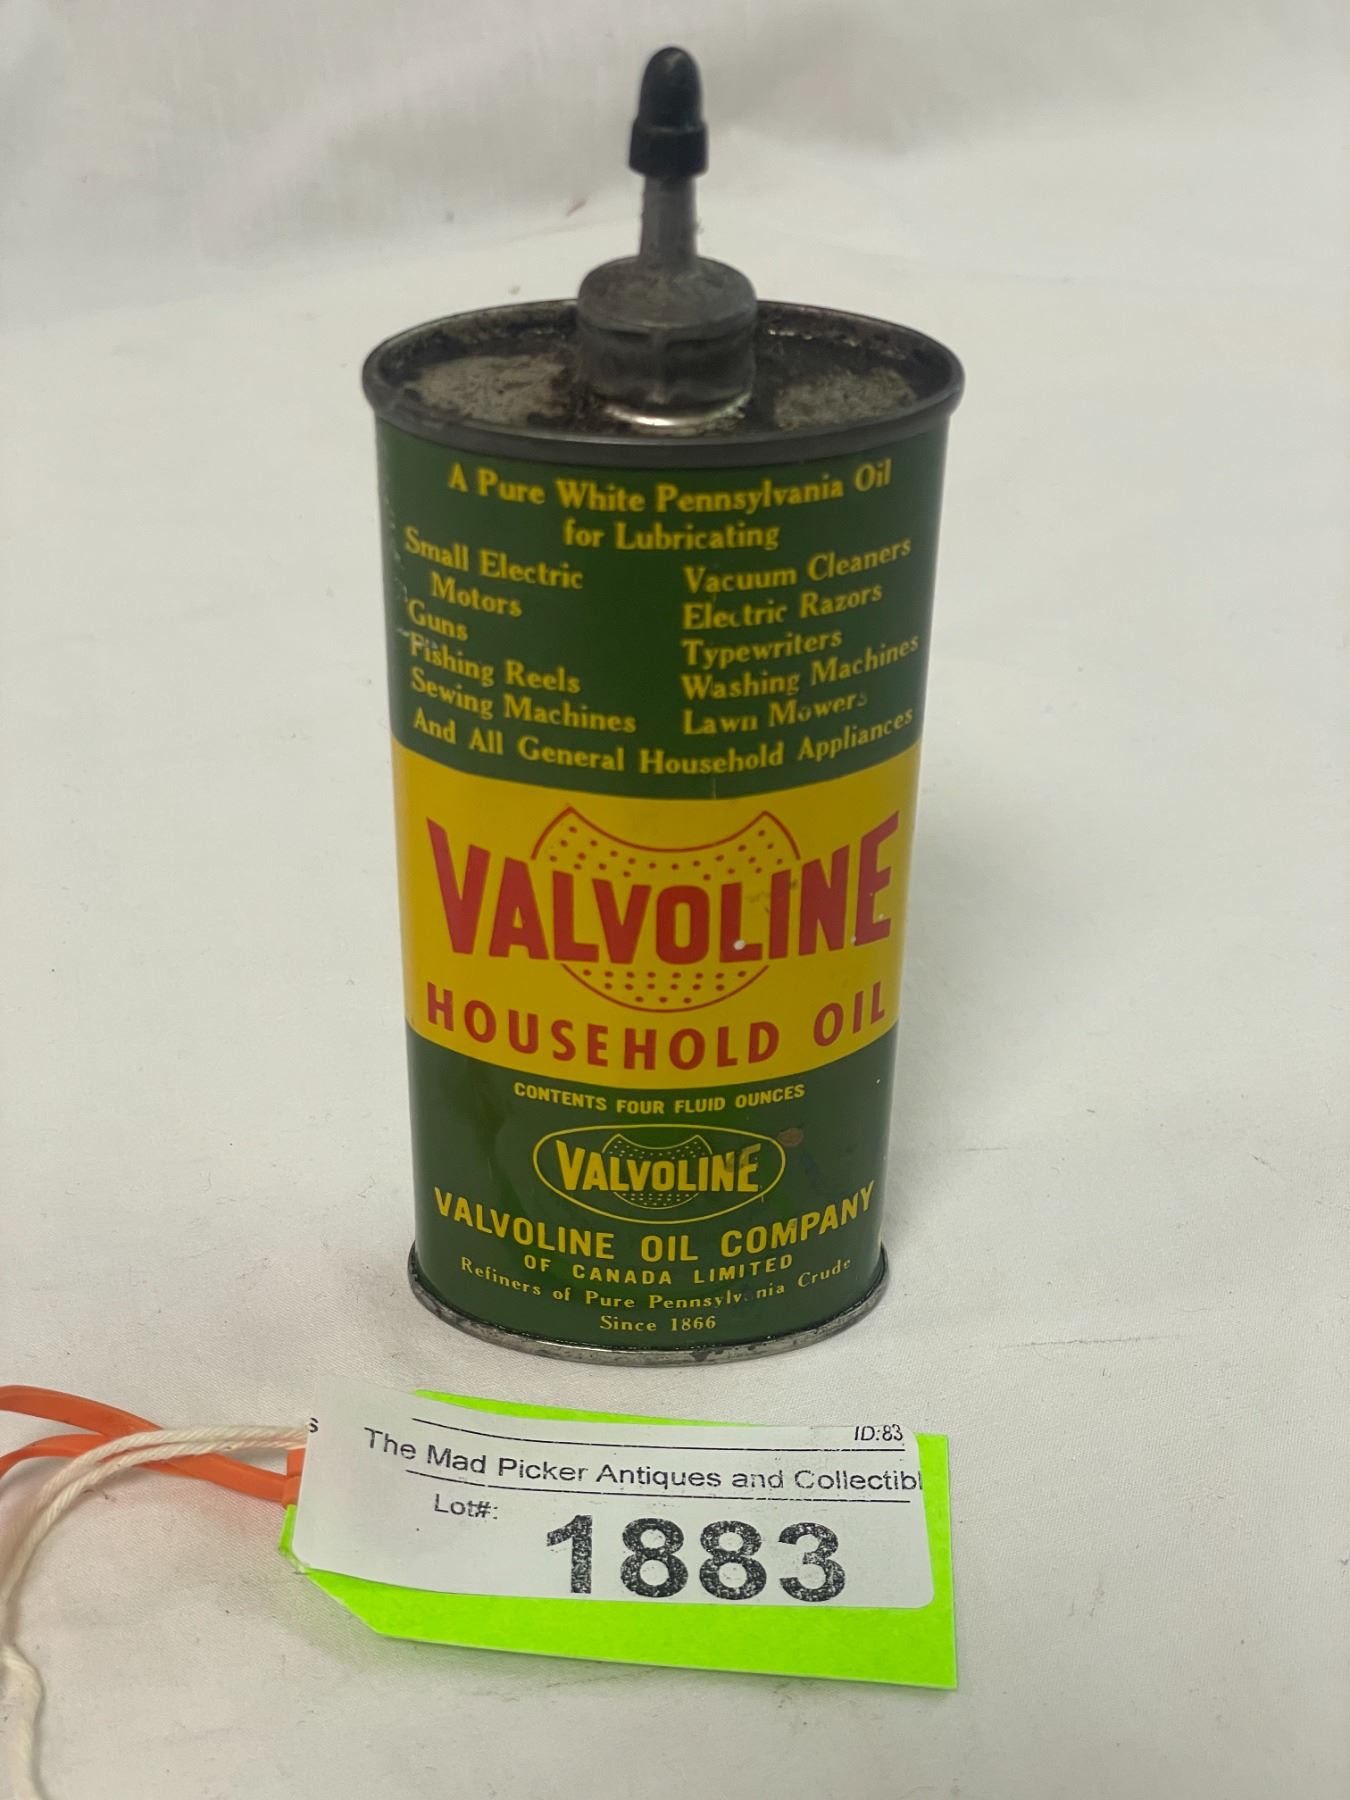 A Pure White Pennsylvania Oil
for Lubricating
Small Electric
Motors
Guns
Fishing Reels
Sewing Machines
Vacuum Cleaners
Electric Razors
Typewriters
Washing Machines
Lawn Mowers
And All General Household Appliances
VALVOLINE
HOUSEHOLD OIL
CONTENTS FOUR FLUID OUNCES
VALVOLINE
VALVOLINE OIL COMPANY
OF CANADA LIMITED
Refiners of Pure Pennsylvania Crude
Since 1866
ID:83
s The Mad Picker Antiques and Collectibl
Lot#: 1883